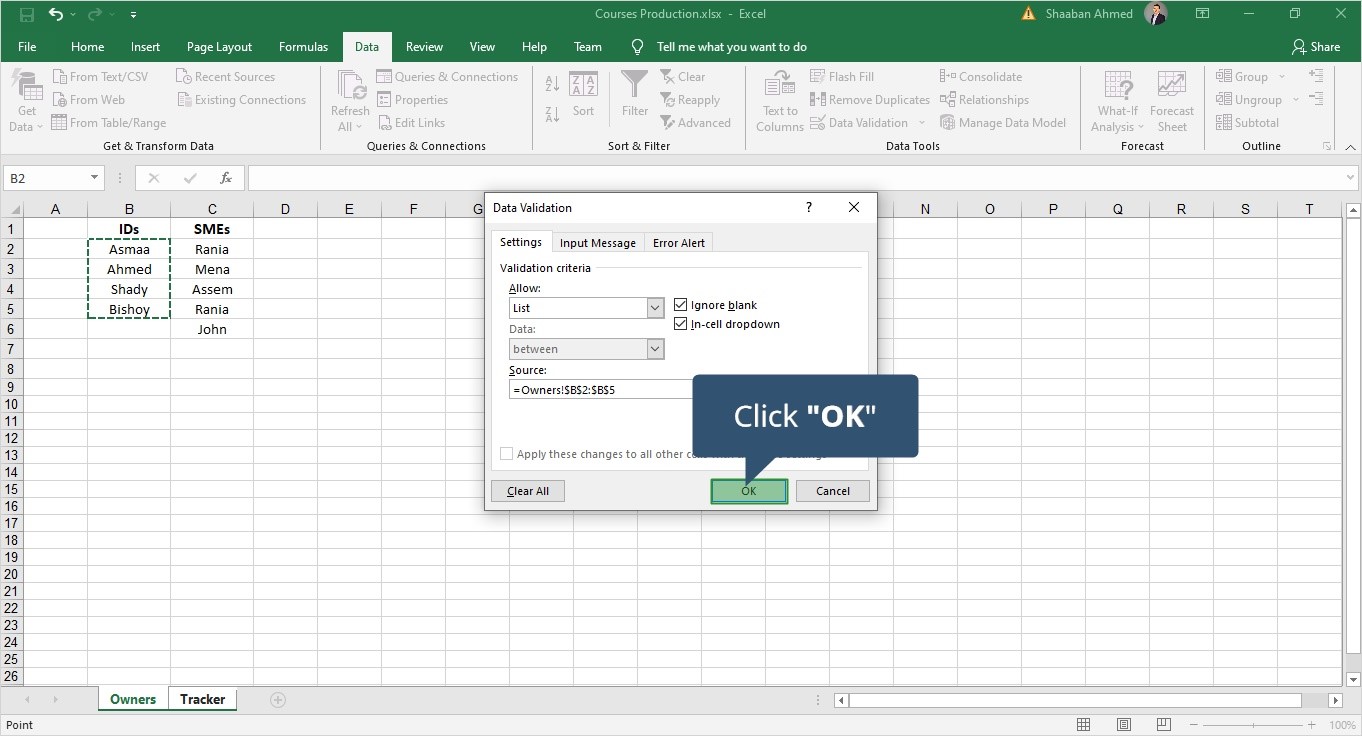 Courses Production.xlsx - Excel
Shaaban Ahmed
File Home Insert Page Layout Formulas Data Review View Help Team Tell me what you want to do Share
Get Data
From Text/CSV
From Web
From Table/Range
Recent Sources
Existing Connections
Get & Transform Data
Refresh All
Queries & Connections
Properties
Edit Links
Queries & Connections
Sort
Filter
Clear
Reapply
Advanced
Sort & Filter
Text to Columns
Flash Fill
Remove Duplicates
Data Validation
Consolidate
Relationships
Manage Data Model
Data Tools
What-If Analysis
Forecast Sheet
Forecast
Group
Ungroup
Subtotal
Outline
B2 fx
A B C D E F G N O P Q R S T
1 IDs SMEs
2 Asmaa Rania
3 Ahmed Mena
4 Shady Assem
5 Bishoy Rania
6 John
7
8
9
10
11
12
13
14
15
16
17
18
19
20
21
22
23
24
25
26
Data Validation ?
Settings Input Message Error Alert
Validation criteria
Allow:
List
Ignore blank
In-cell dropdown
Data:
between
Source:
=Owners!$B$2:$B$5
Click "OK"
Apply these changes to all other
Clear All OK Cancel
Owners Tracker
Point 100%